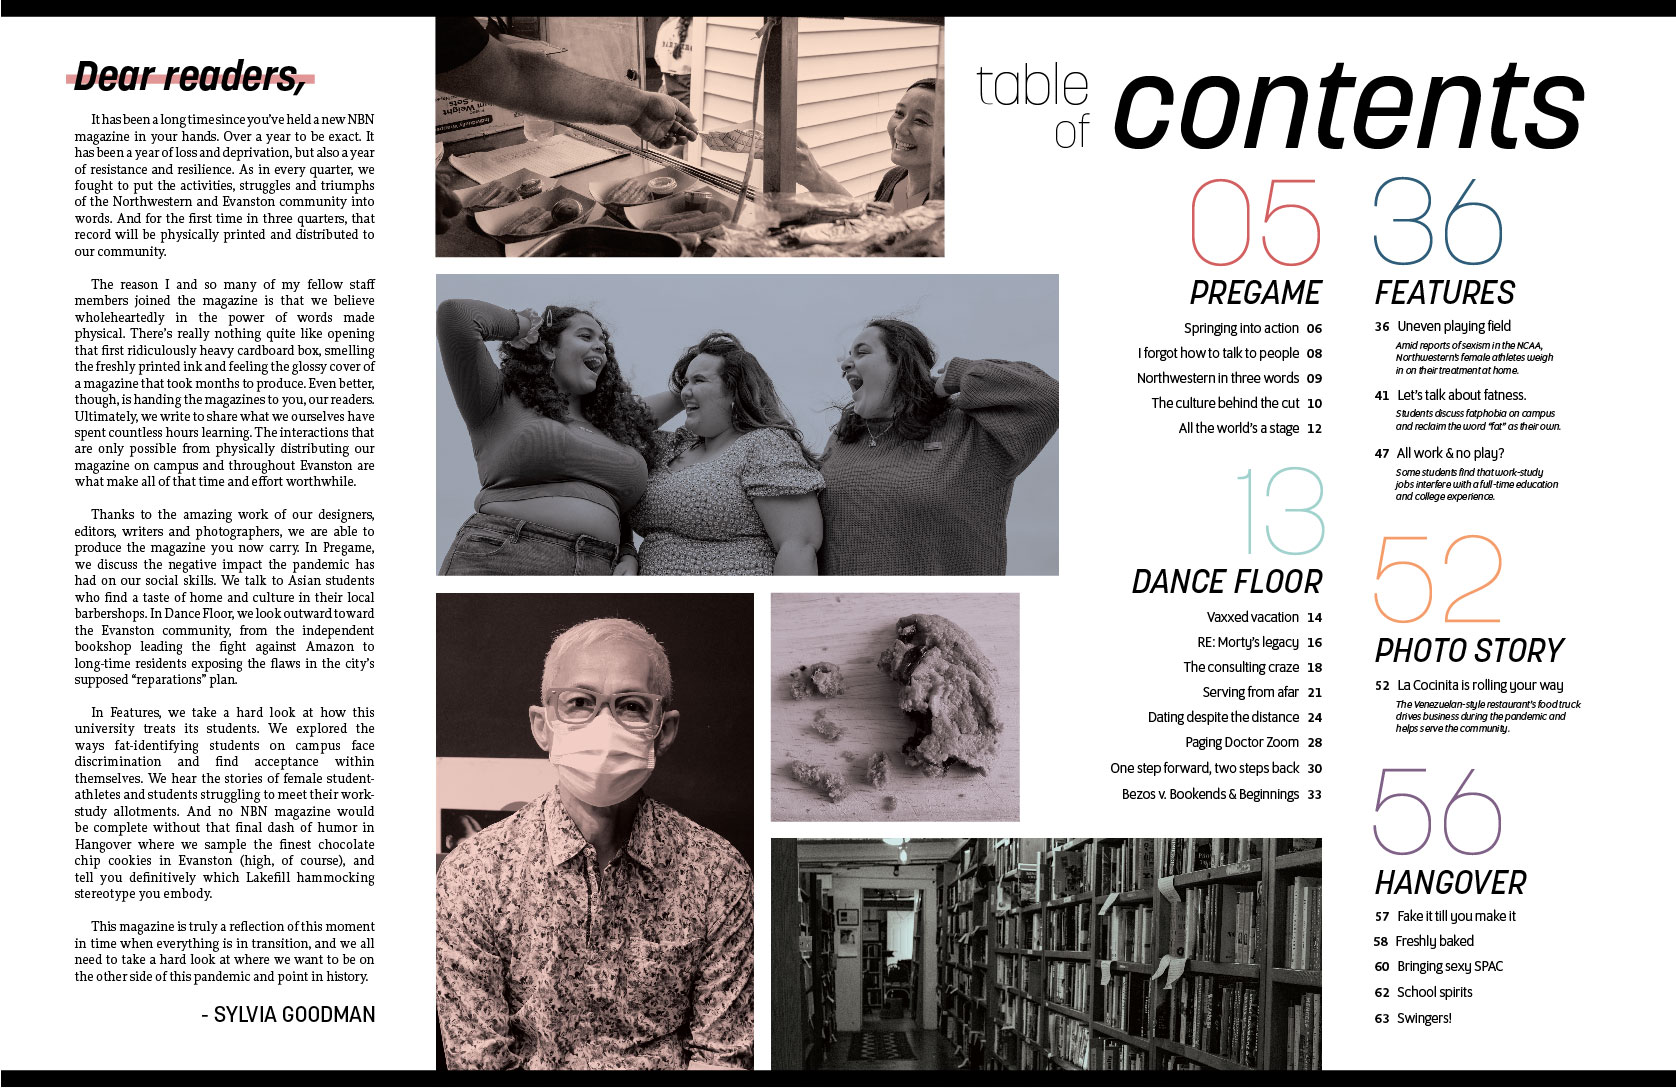 Dear readers,
It has been a long time since you've held a new NBN
magazine in your hands. Over a year to be exact. It
has been a year of loss and deprivation, but also a year
of resistance and resilience. As in every quarter, we
fought to put the activities, struggles and triumphs
of the Northwestern and Evanston community into
words. And for the first time in three quarters, that
record will be physically printed and distributed to
our community.
The reason I and so many of my fellow staff
members joined the magazine is that we believe
wholeheartedly in the power of words made
physical. There's really nothing quite like opening
that first ridiculously heavy cardboard box, smelling
the freshly printed ink and feeling the glossy cover of
a magazine that took months to produce. Even better,
though, is handing the magazines to you, our readers.
Ultimately, we write to share what we ourselves have
spent countless hours learning. The interactions that
are only possible from physically distributing our
magazine on campus and throughout Evanston are
what make all of that time and effort worthwhile.
Thanks to the amazing work of our designers,
editors, writers and photographers, we are able to
produce the magazine you now carry. In Pregame,
we discuss the negative impact the pandemic has
had on our social skills. We talk to Asian students
who find a taste of home and culture in their local
barbershops. In Dance Floor, we look outward toward
the Evanston community, from the independent
bookshop leading the fight against Amazon to
long-time residents exposing the flaws in the city's
supposed "reparations" plan.
In Features, we take a hard look at how this
university treats its students. We explored the
ways fat-identifying students on campus face
discrimination and find acceptance within
themselves. We hear the stories of female student-
athletes and students struggling to meet their work-
study allotments. And no NBN magazine would
be complete without that final dash of humor in
Hangover where we sample the finest chocolate
chip cookies in Evanston (high, of course), and
tell you definitively which Lakefill hammocking
stereotype you embody.
This magazine is truly a reflection of this moment
in time when everything is in transition, and we all
need to take a hard look at where we want to be on
the other side of this pandemic and point in history.
- SYLVIA GOODMAN
table
of
contents
05
PREGAME
Springing into action 06
I forgot how to talk to people 08
Northwestern in three words 09
The culture behind the cut 10
All the world's a stage 12
13
DANCE FLOOR
Vaxxed vacation 14
RE: Morty's legacy 16
The consulting craze 18
Serving from afar 21
Dating despite the distance 24
Paging Doctor Zoom 28
One step forward, two steps back 30
Bezos v. Bookends & Beginnings 33
36
FEATURES
36 Uneven playing field
Amid reports of sexism in the NCAA,
Northwestern's female athletes weigh
in on their treatment at home.
41 Let's talk about fatness.
Students discuss fatphobia on campus
and reclaim the word "fat" as their own.
47 All work & no play?
Some students find that work-study
jobs interfere with a full-time education
and college experience.
52
PHOTO STORY
52 La Cocinita is rolling your way
The Venezuelan-style restaurant's food truck
drives business during the pandemic and
helps serve the community.
56
HANGOVER
57 Fake it till you make it
58 Freshly baked
60 Bringing sexy SPAC
62 School spirits
63 Swingers!